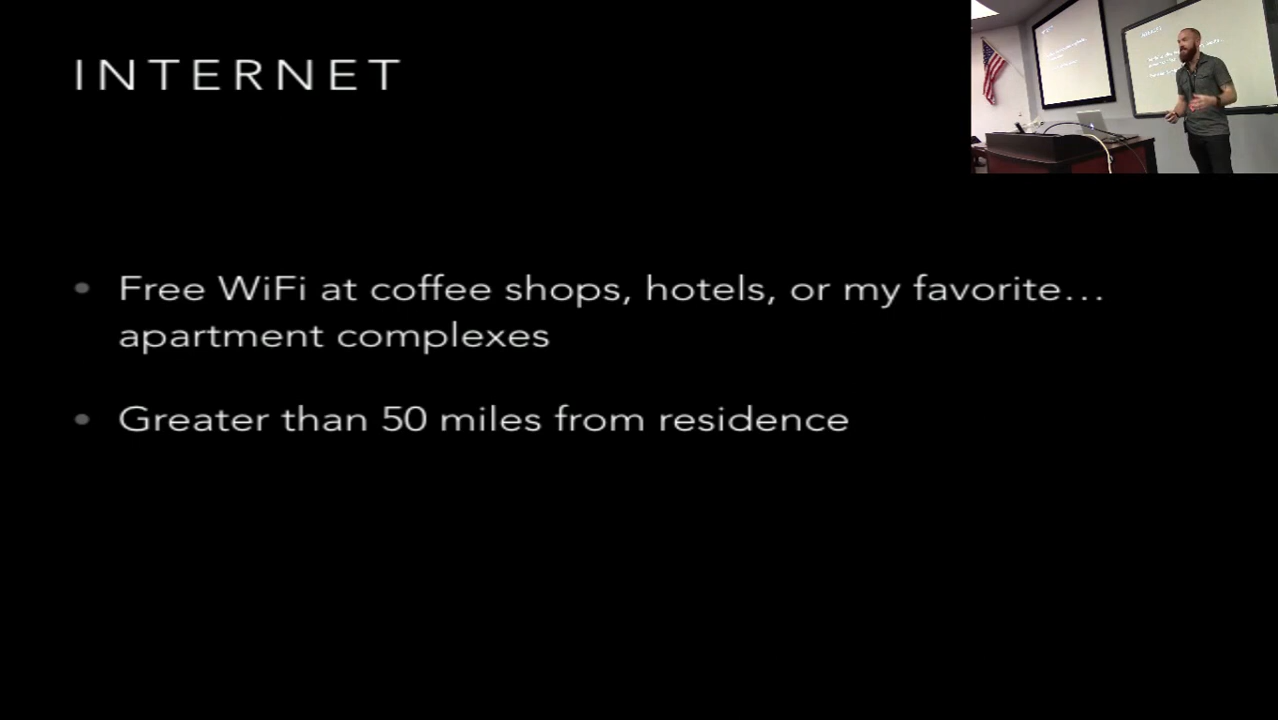 INTERNET
• Free WiFi at coffee shops, hotels, or my favorite…
apartment complexes
• Greater than 50 miles from residence